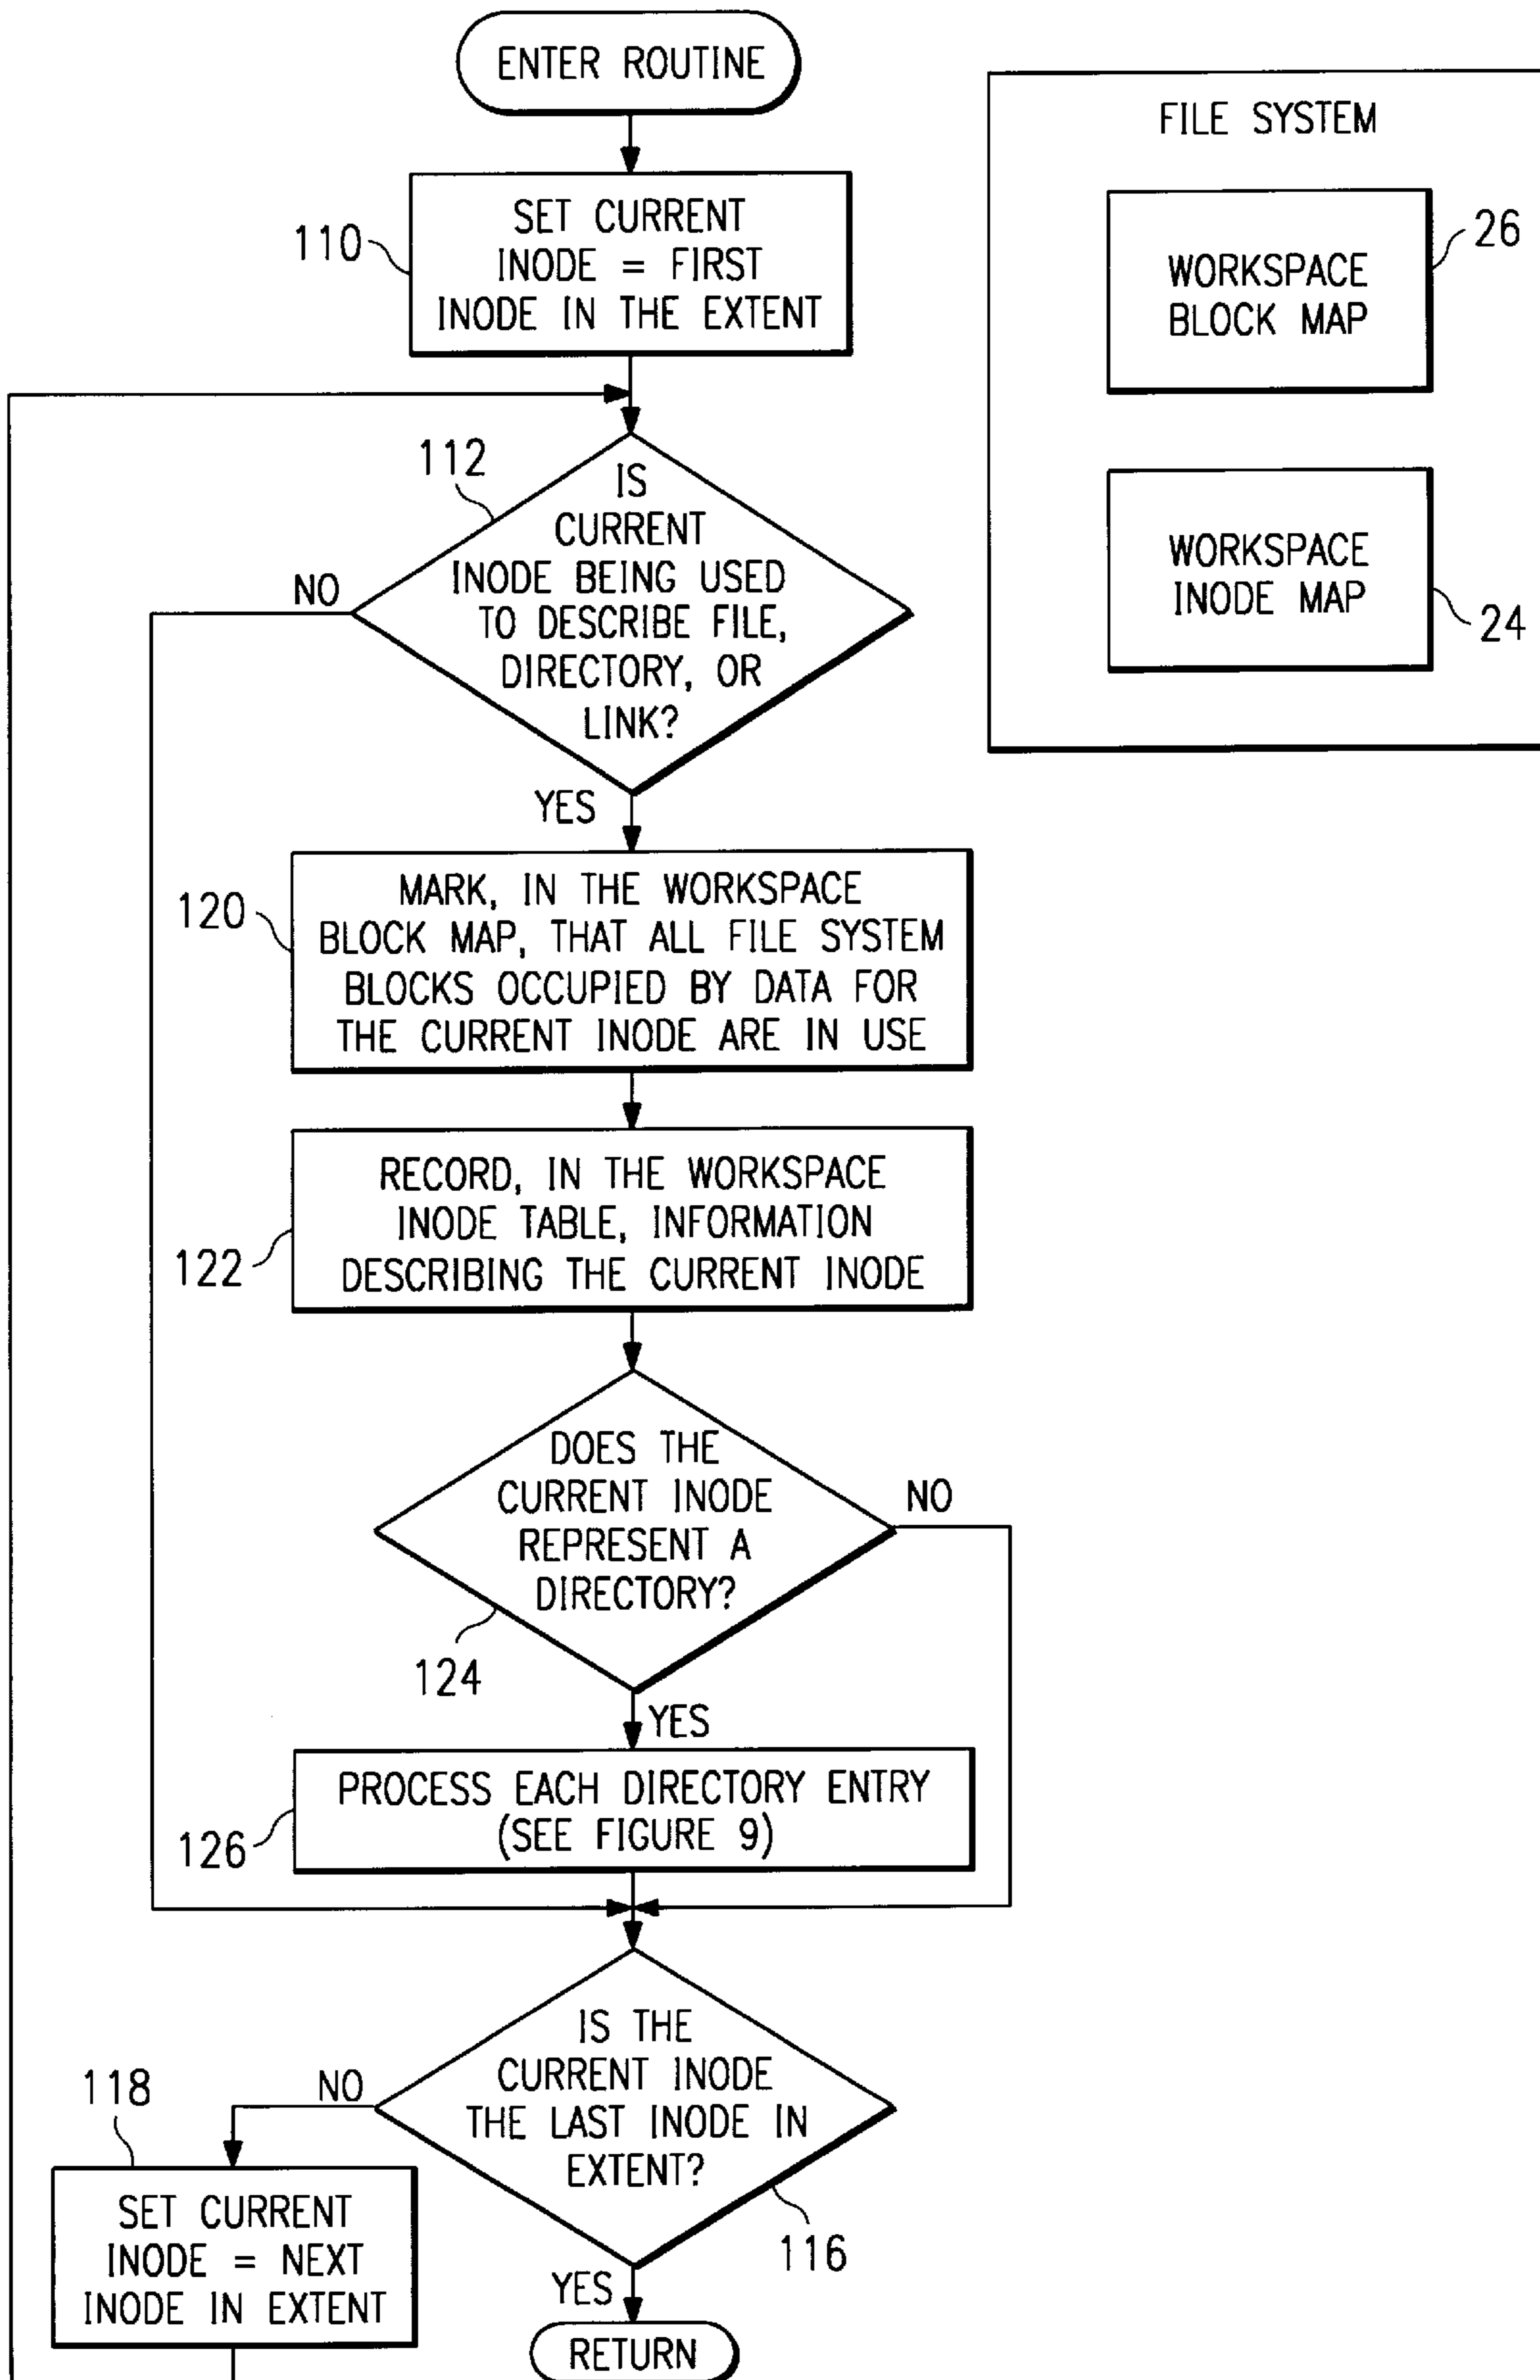 ENTER ROUTINE
110
SET CURRENT
INODE = FIRST
INODE IN THE EXTENT
FILE SYSTEM
WORKSPACE
BLOCK MAP
26
WORKSPACE
INODE MAP
24
112
IS
CURRENT
INODE BEING USED
TO DESCRIBE FILE,
DIRECTORY, OR
LINK?
NO
YES
120
MARK, IN THE WORKSPACE
BLOCK MAP, THAT ALL FILE SYSTEM
BLOCKS OCCUPIED BY DATA FOR
THE CURRENT INODE ARE IN USE
122
RECORD, IN THE WORKSPACE
INODE TABLE, INFORMATION
DESCRIBING THE CURRENT INODE
DOES THE
CURRENT INODE
REPRESENT A
DIRECTORY?
NO
124
YES
126
PROCESS EACH DIRECTORY ENTRY
(SEE FIGURE 9)
IS THE
CURRENT INODE
THE LAST INODE IN
EXTENT?
116
NO
118
SET CURRENT
INODE = NEXT
INODE IN EXTENT
YES
RETURN